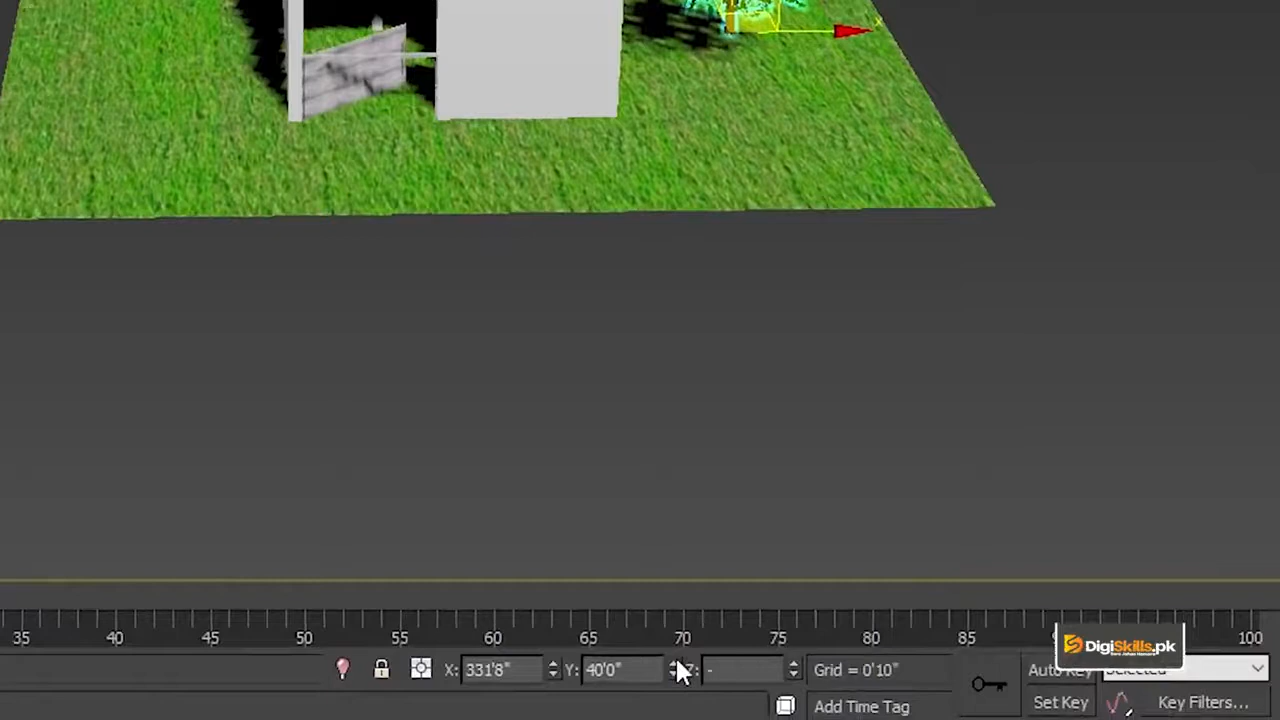 x
35 40 45 50 55 60 65 70 75 80 85 100
DigiSkills.pk
X: 331'8" Y: 40'0" Z: - Grid = 0'10" Auto Key Selected
Add Time Tag Set Key Key Filters...